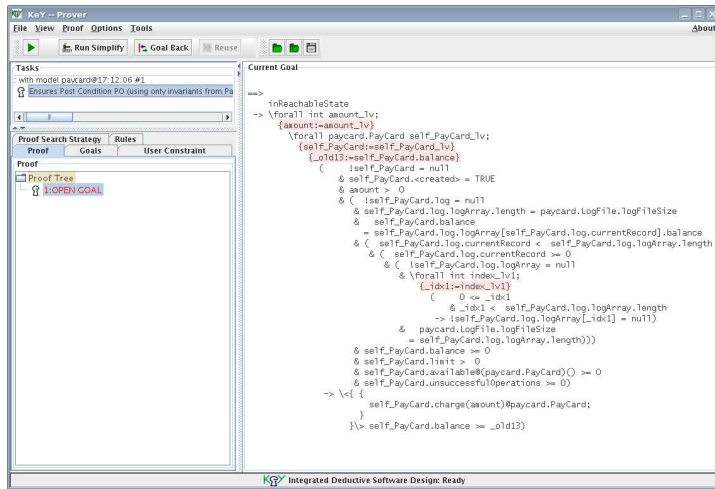 KeY -- Prover
File View Proof Options Tools About
Run Simplify Goal Back Reuse
Tasks
with model paycard@17:12:06 #1
Ensures Post Condition PO (using only invariants from Pa
Proof Search Strategy Rules
Proof Goals User Constraint
Proof
Proof Tree
1:OPEN GOAL
Current Goal
==>
inReachableState
-> \forall int amount_lv;
{amount:=amount_lv}
\forall paycard.PayCard self_PayCard_lv;
{self_PayCard:=self_PayCard_lv}
{_old13:=self_PayCard.balance}
( !self_PayCard = null
& self_PayCard.<created> = TRUE
& amount > 0
& ( !self_PayCard.log = null
& self_PayCard.log.logArray.length = paycard.LogFile.logFileSize
& self_PayCard.balance
= self_PayCard.log.logArray[self_PayCard.log.currentRecord].balance
& ( self_PayCard.log.currentRecord < self_PayCard.log.logArray.length
& ( self_PayCard.log.currentRecord >= 0
& ( !self_PayCard.log.logArray = null
& \forall int index_lv1;
{_idx1:=index_lv1}
( 0 <= _idx1
& _idx1 < self_PayCard.log.logArray.length
-> !self_PayCard.log.logArray[_idx1] = null)
& paycard.LogFile.logFileSize
= self_PayCard.log.logArray.length)))
& self_PayCard.balance >= 0
& self_PayCard.limit > 0
& self_PayCard.available@(paycard.PayCard)() >= 0
& self_PayCard.unsuccessfulOperations >= 0)
-> \<{ {
self_PayCard.charge(amount)@paycard.PayCard;
}
}\> self_PayCard.balance >= _old13)
KeY Integrated Deductive Software Design: Ready